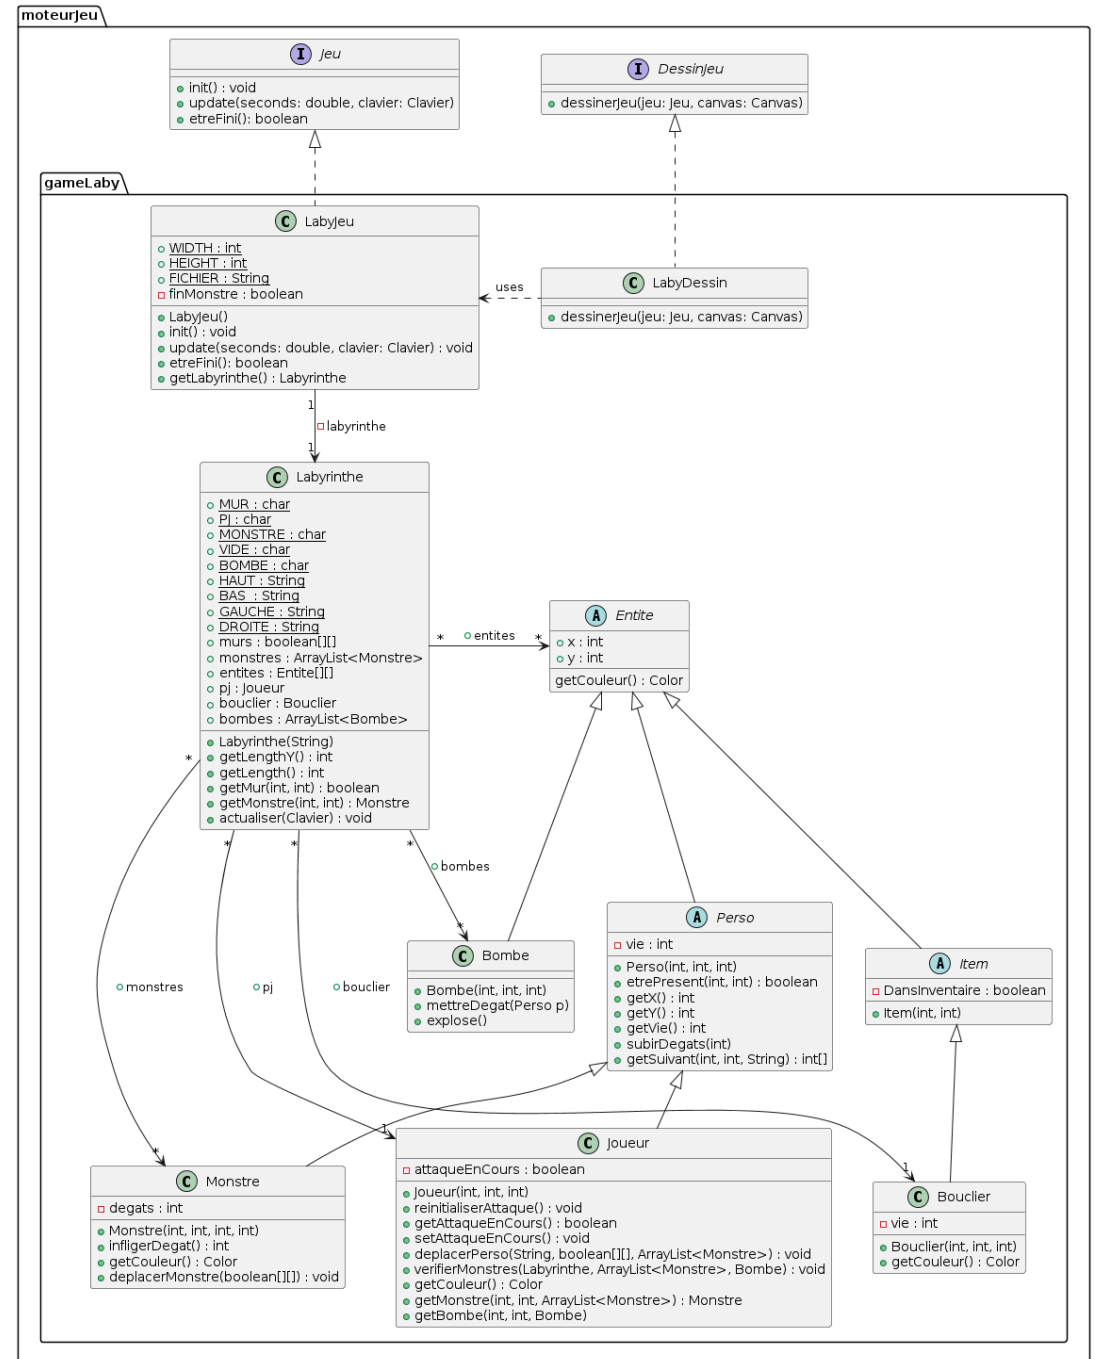 moteurJeu
I Jeu
init() : void
update(seconds: double, clavier: Clavier)
etreFini(): boolean
I DessinJeu
dessinerJeu(jeu: Jeu, canvas: Canvas)
gameLaby
C LabyJeu
WIDTH : int
HEIGHT : int
FICHIER : String
finMonstre : boolean
LabyJeu()
init() : void
update(seconds: double, clavier: Clavier) : void
etreFini(): boolean
getLabyrinthe() : Labyrinthe
uses
C LabyDessin
dessinerJeu(jeu: Jeu, canvas: Canvas)
1
labyrinthe
1
C Labyrinthe
MUR : char
PJ : char
MONSTRE : char
VIDE : char
BOMBE : char
HAUT : String
BAS : String
GAUCHE : String
DROITE : String
murs : boolean[][]
monstres : ArrayList<Monstre>
entites : Entite[][]
pj : Joueur
bouclier : Bouclier
bombes : ArrayList<Bombe>
Labyrinthe(String)
getLengthY() : int
getLength() : int
getMur(int, int) : boolean
getMonstre(int, int) : Monstre
actualiser(Clavier) : void
* entites *
A Entite
x : int
y : int
getCouleur() : Color
*
*
*
*
bombes
*
monstres
pj
bouclier
C Bombe
Bombe(int, int, int)
mettreDegat(Perso p)
explose()
A Perso
vie : int
Perso(int, int, int)
etrePresent(int, int) : boolean
getX() : int
getY() : int
getVie() : int
subirDegats(int)
getSuivant(int, int, String) : int[]
A Item
DansInventaire : boolean
Item(int, int)
*
1
1
C Monstre
degats : int
Monstre(int, int, int, int)
infligerDegat() : int
getCouleur() : Color
deplacerMonstre(boolean[][]) : void
C Joueur
attaqueEnCours : boolean
Joueur(int, int, int)
reinitialiserAttaque() : void
getAttaqueEnCours() : boolean
setAttaqueEnCours() : void
deplacerPerso(String, boolean[][], ArrayList<Monstre>) : void
verifierMonstres(Labyrinthe, ArrayList<Monstre>, Bombe) : void
getCouleur() : Color
getMonstre(int, int, ArrayList<Monstre>) : Monstre
getBombe(int, int, Bombe)
C Bouclier
vie : int
Bouclier(int, int, int)
getCouleur() : Color